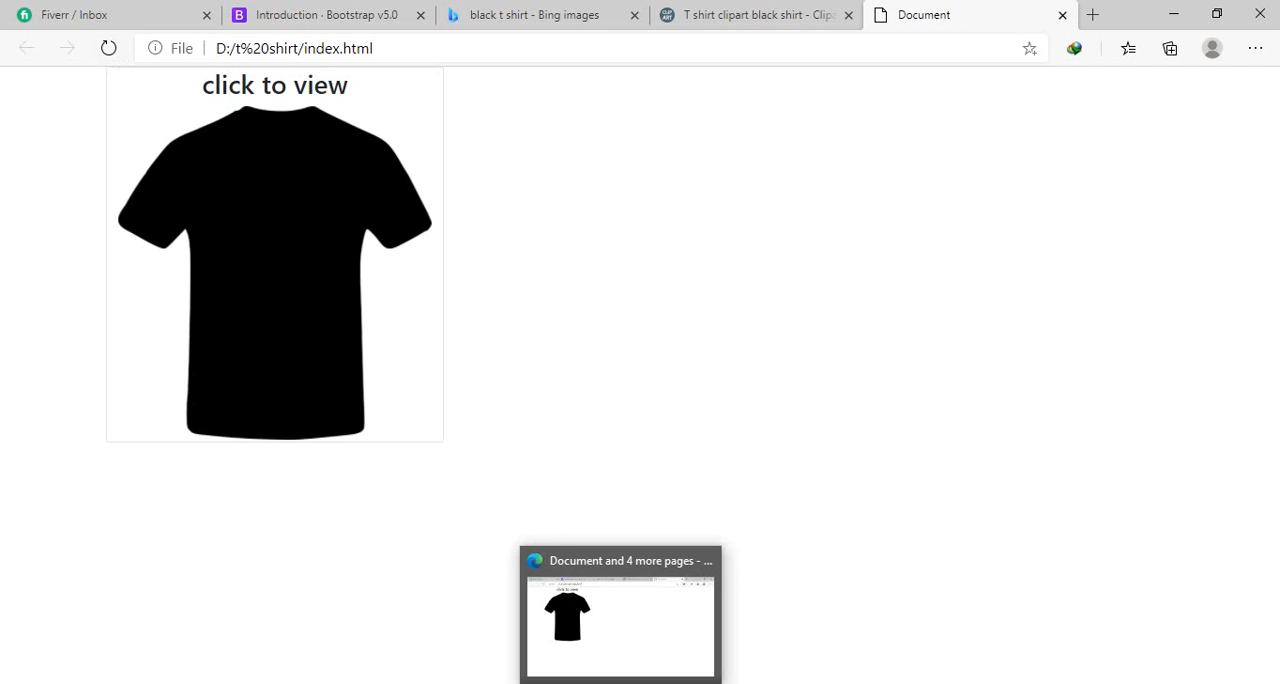 Fiverr / Inbox
Introduction · Bootstrap v5.0
black t shirt - Bing images
T shirt clipart black shirt - Clip
Document
File
D:/t%20shirt/index.html
click to view
Document and 4 more pages - ...